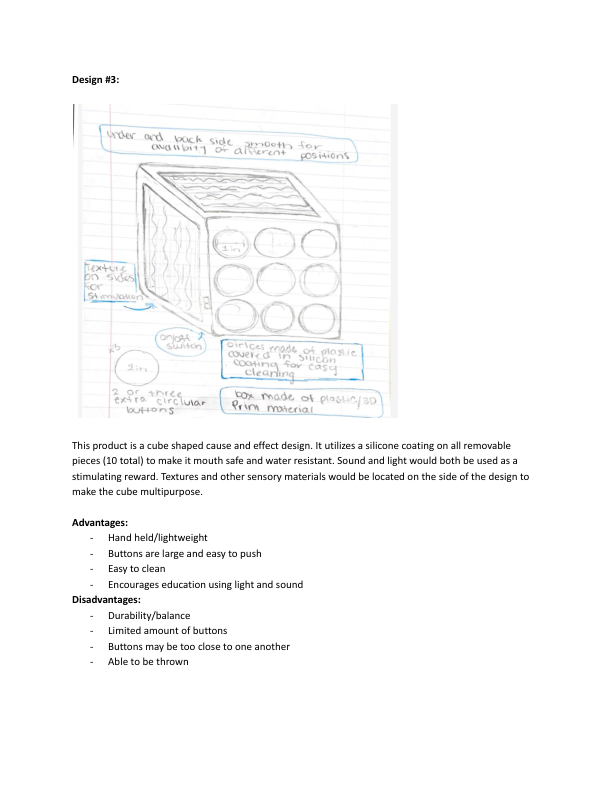 Design #3:
under and back side smooth for
avalibity of different positions
1in
texture
on sides
for
stimulation
on/off
switch
cirlces made of plastic
covered in silicon
coating for easy
cleaning
x3
1in.
2 or three
extra circlular
buttons
box made of plastic/3D
Print material
This product is a cube shaped cause and effect design. It utilizes a silicone coating on all removable
pieces (10 total) to make it mouth safe and water resistant. Sound and light would both be used as a
stimulating reward. Textures and other sensory materials would be located on the side of the design to
make the cube multipurpose.
Advantages:
- Hand held/lightweight
- Buttons are large and easy to push
- Easy to clean
- Encourages education using light and sound
Disadvantages:
- Durability/balance
- Limited amount of buttons
- Buttons may be too close to one another
- Able to be thrown